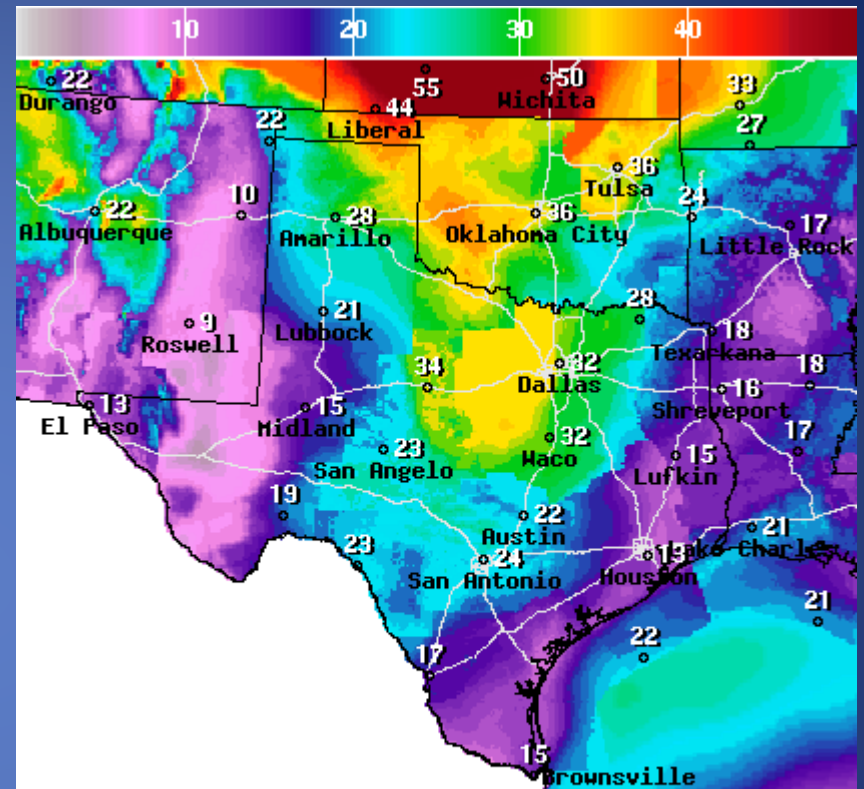 10 20 30 40
22 55 50
Durango Wichita
44 33
Liberal
22 27
36
Tulsa
22 10 28 36 24 17
Albuquerque Amarillo Oklahoma City Little Rock
9 21 28
Roswell Lubbock 18
Texarkana
34 32 18
Dallas 16
13 15 Shreveport
El Paso Midland
23 32 15 17
San Angelo Waco Lufkin
19 22 21
Austin
23 24 13 Lake Charl
San Antonio Houston
21
17 22
15
Brownsville